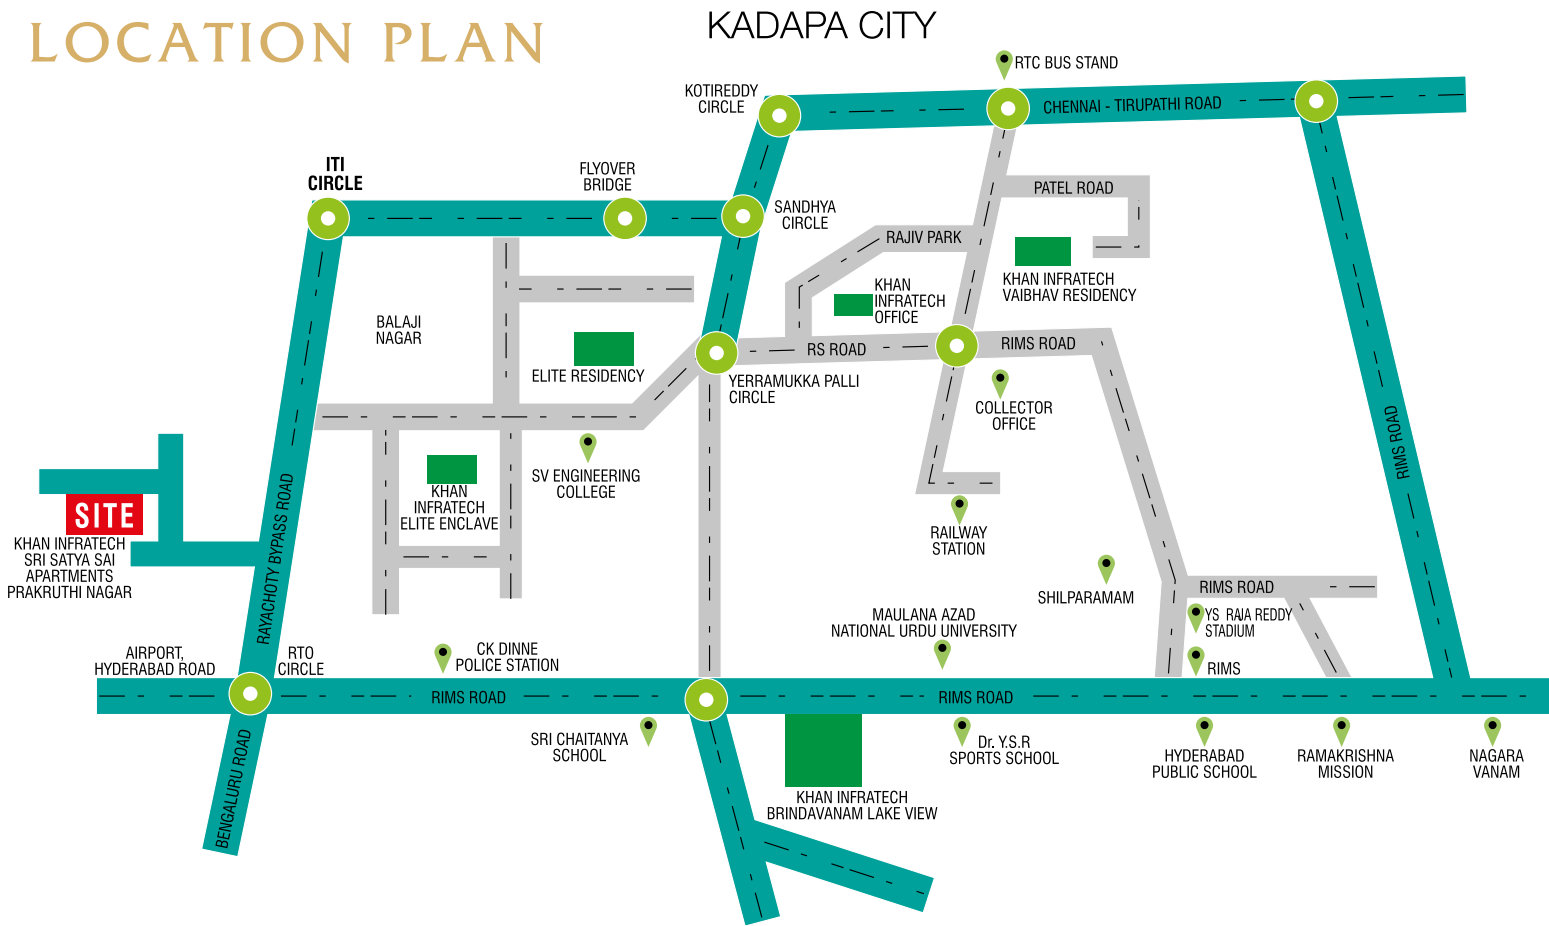 LOCATION PLAN
KADAPA CITY
RTC BUS STAND
KOTIREDDY
CIRCLE
CHENNAI - TIRUPATHI ROAD
ITI
CIRCLE
FLYOVER
BRIDGE
SANDHYA
CIRCLE
PATEL ROAD
RAJIV PARK
KHAN
INFRATECH
OFFICE
KHAN INFRATECH
VAIBHAV RESIDENCY
BALAJI
NAGAR
ELITE RESIDENCY
RS ROAD
RIMS ROAD
YERRAMUKKA PALLI
CIRCLE
COLLECTOR
OFFICE
RIMS ROAD
SV ENGINEERING
COLLEGE
KHAN
INFRATECH
ELITE ENCLAVE
RAYACHOTY BYPASS ROAD
SITE
KHAN INFRATECH
SRI SATYA SAI
APARTMENTS
PRAKRUTHI NAGAR
RAILWAY
STATION
SHILPARAMAM
RIMS ROAD
YS RAJA REDDY
STADIUM
RIMS
MAULANA AZAD
NATIONAL URDU UNIVERSITY
AIRPORT,
HYDERABAD ROAD
RTO
CIRCLE
CK DINNE
POLICE STATION
RIMS ROAD
RIMS ROAD
BENGALURU ROAD
SRI CHAITANYA
SCHOOL
Dr. Y.S.R
SPORTS SCHOOL
HYDERABAD
PUBLIC SCHOOL
RAMAKRISHNA
MISSION
NAGARA
VANAM
KHAN INFRATECH
BRINDAVANAM LAKE VIEW